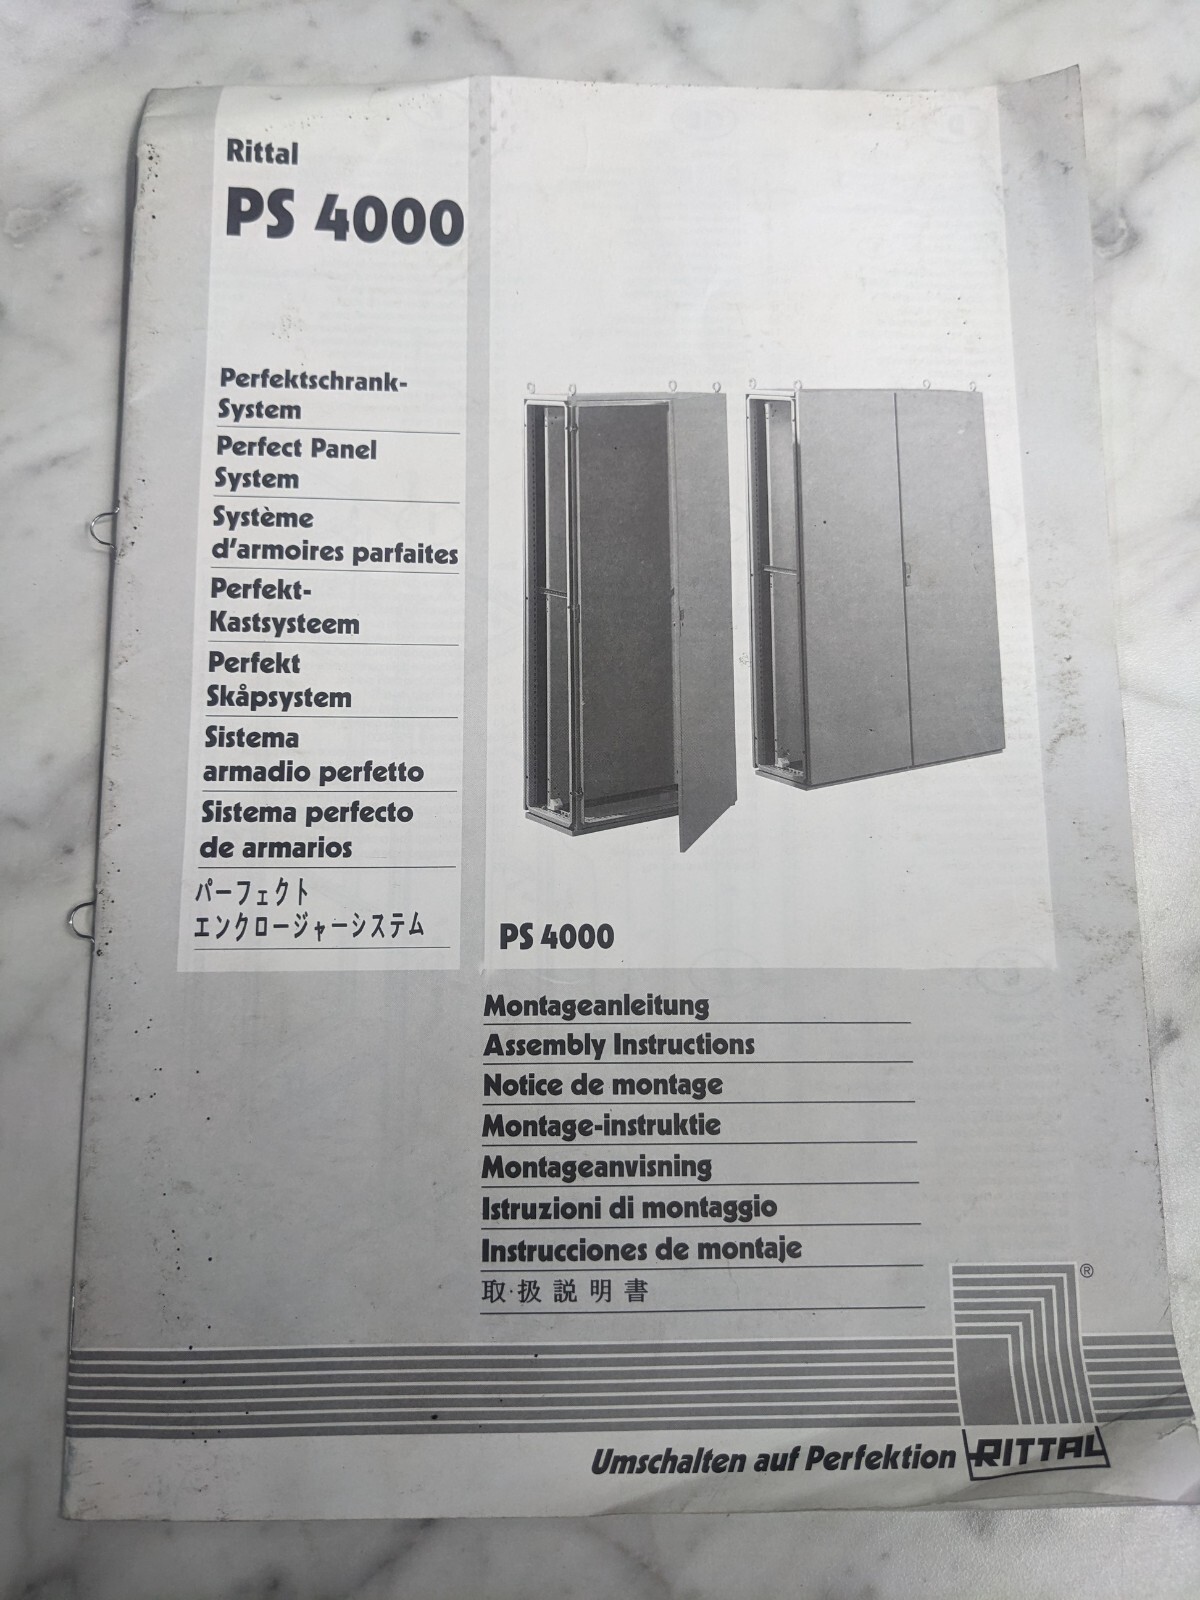 Rittal
PS 4000
Perfektschrank-
System
Perfect Panel
System
Système
d'armoires parfaites
Perfekt-
Kastsysteem
Perfekt
Skåpsystem
Sistema
armadio perfetto
Sistema perfecto
de armarios
パーフェクト
エンクロージャーシステム
PS 4000
Montageanleitung
Assembly Instructions
Notice de montage
Montage-instruktie
Montageanvisning
Istruzioni di montaggio
Instrucciones de montaje
取·扱説明書
®
Umschalten auf Perfektion RITTAL